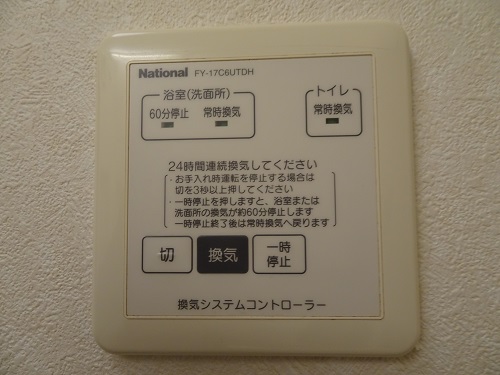 National FY-17C6UTDH
浴室(洗面所)
60分停止 常時換気
トイレ
常時換気
24時間連続換気してください
・お手入れ時運転を停止する場合は
切を3秒以上押してください
・一時停止を押しますと、浴室または
洗面所の換気が約60分停止します
一時停止終了後は常時換気へ戻ります
切 換気 一時
停止
換気システムコントローラー